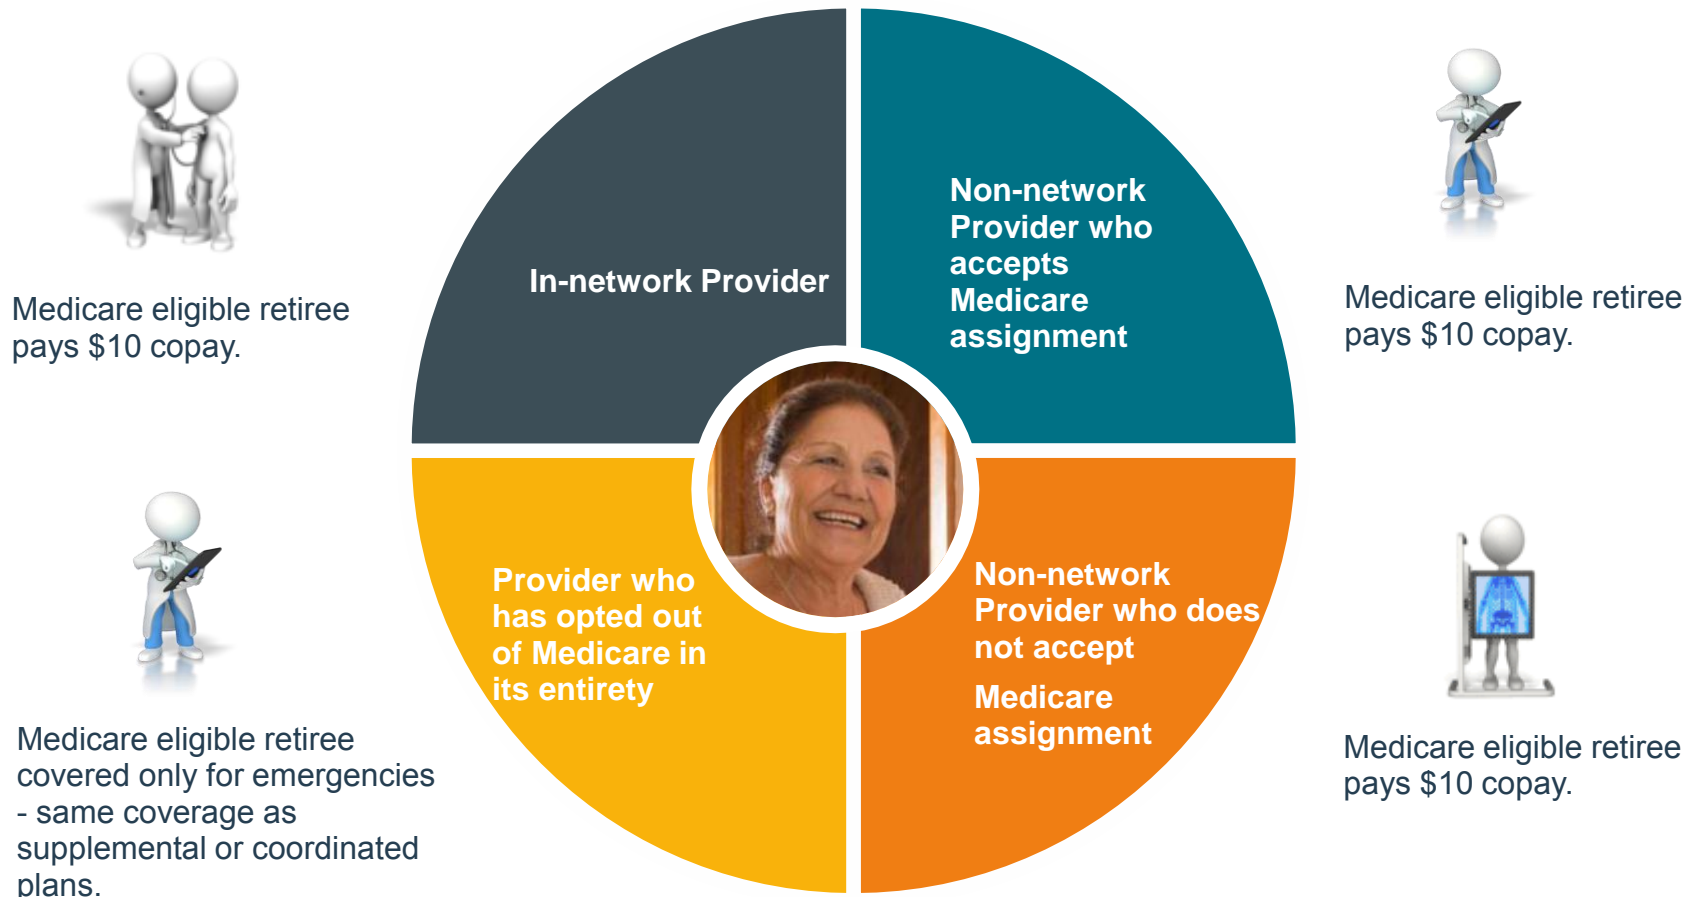 In-network Provider
Medicare eligible retiree
pays $10 copay.
Non-network
Provider who
accepts
Medicare
assignment
Medicare eligible retiree
pays $10 copay.
Provider who
has opted out
of Medicare in
its entirety
Medicare eligible retiree
covered only for emergencies
- same coverage as
supplemental or coordinated
plans.
Non-network
Provider who does
not accept
Medicare
assignment
Medicare eligible retiree
pays $10 copay.